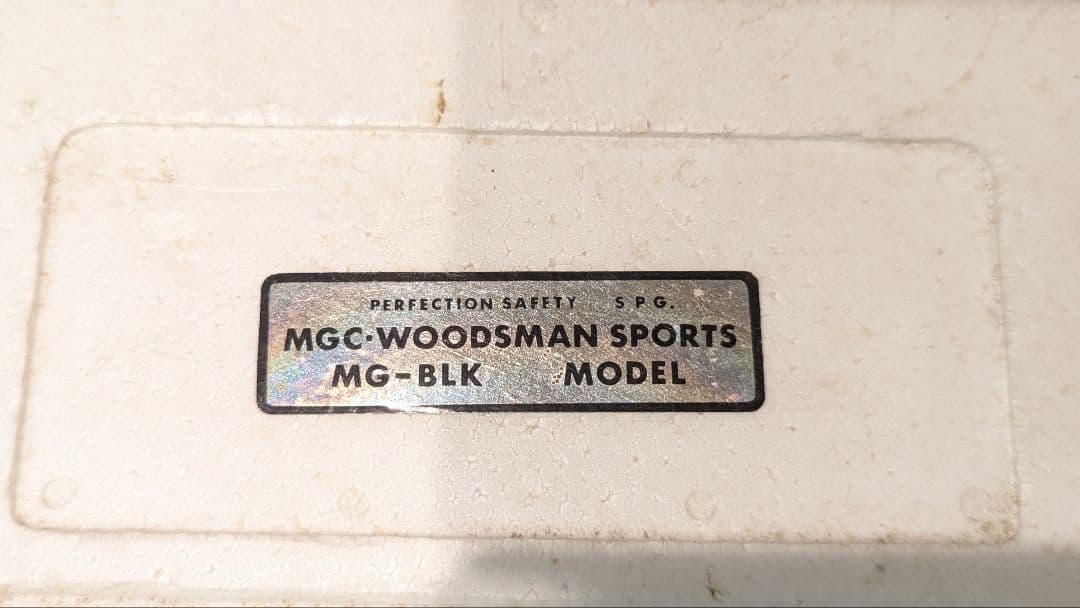 PERFECTION SAFFTY S P G.
MGC·WOODSMAN SPORTS
MG-BLK MODEL